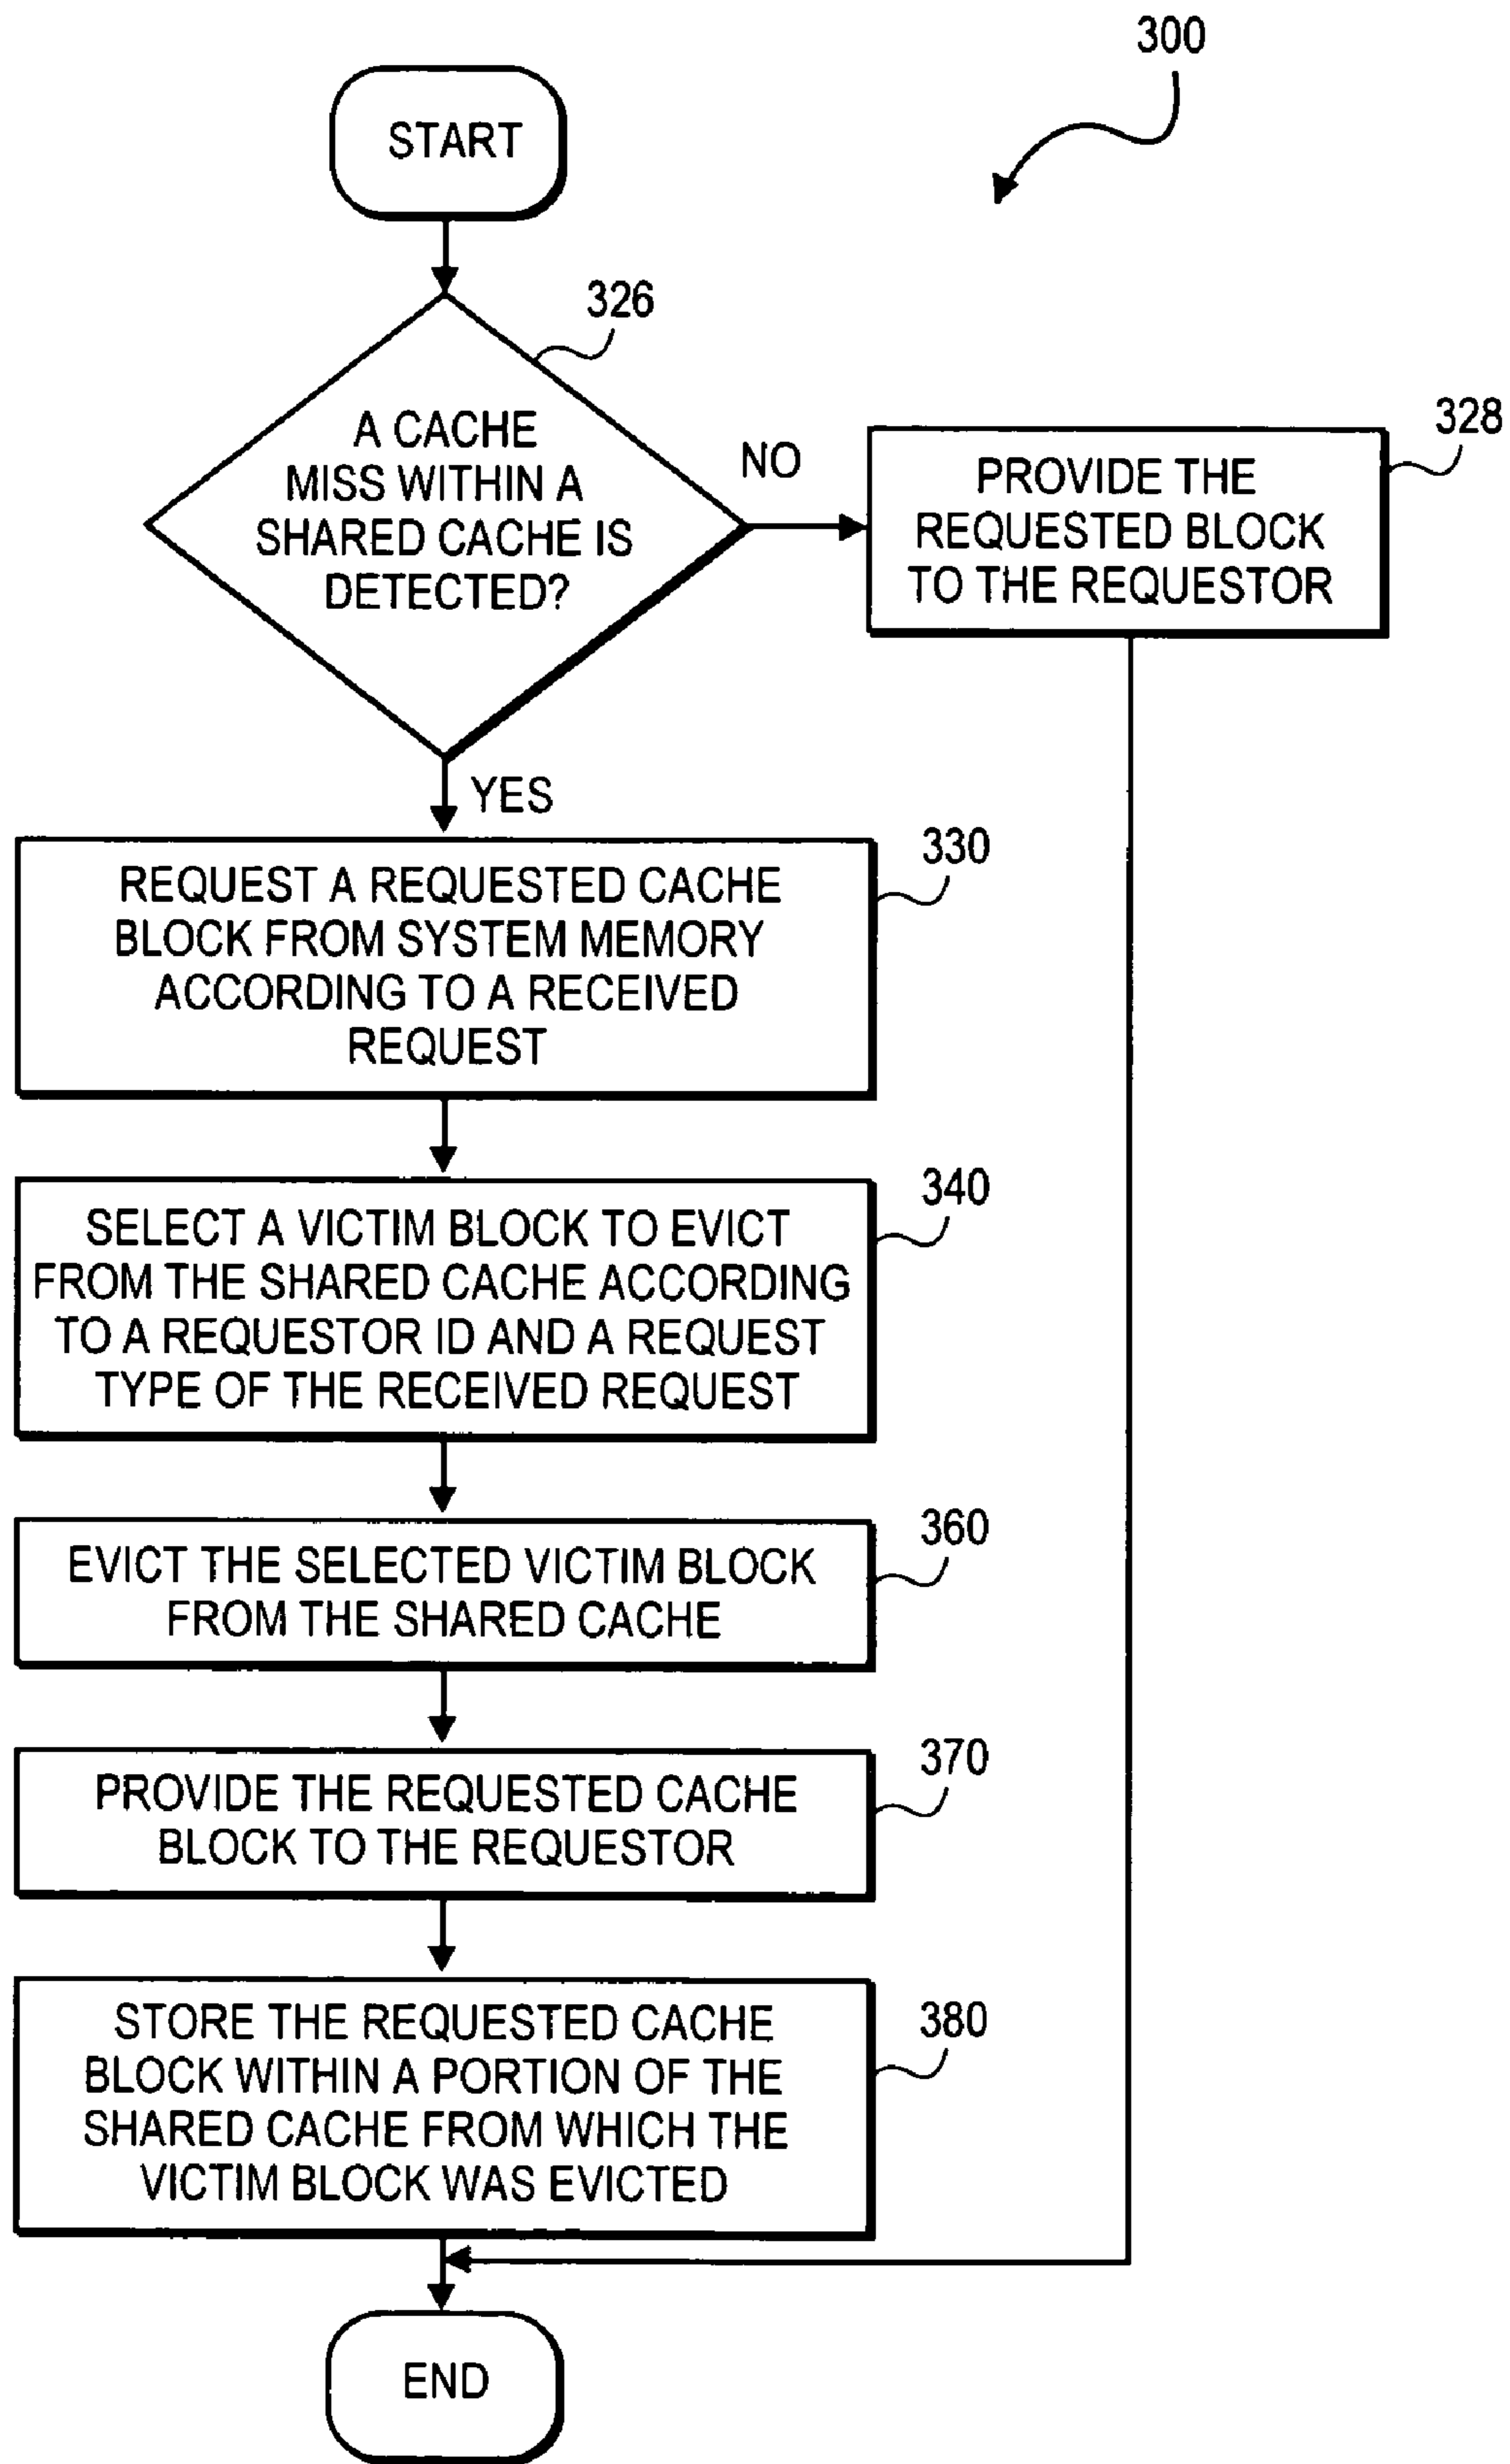 300
START
326
A CACHE
MISS WITHIN A
SHARED CACHE IS
DETECTED?
NO
328
PROVIDE THE
REQUESTED BLOCK
TO THE REQUESTOR
YES
330
REQUEST A REQUESTED CACHE
BLOCK FROM SYSTEM MEMORY
ACCORDING TO A RECEIVED
REQUEST
340
SELECT A VICTIM BLOCK TO EVICT
FROM THE SHARED CACHE ACCORDING
TO A REQUESTOR ID AND A REQUEST
TYPE OF THE RECEIVED REQUEST
360
EVICT THE SELECTED VICTIM BLOCK
FROM THE SHARED CACHE
370
PROVIDE THE REQUESTED CACHE
BLOCK TO THE REQUESTOR
380
STORE THE REQUESTED CACHE
BLOCK WITHIN A PORTION OF THE
SHARED CACHE FROM WHICH THE
VICTIM BLOCK WAS EVICTED
END